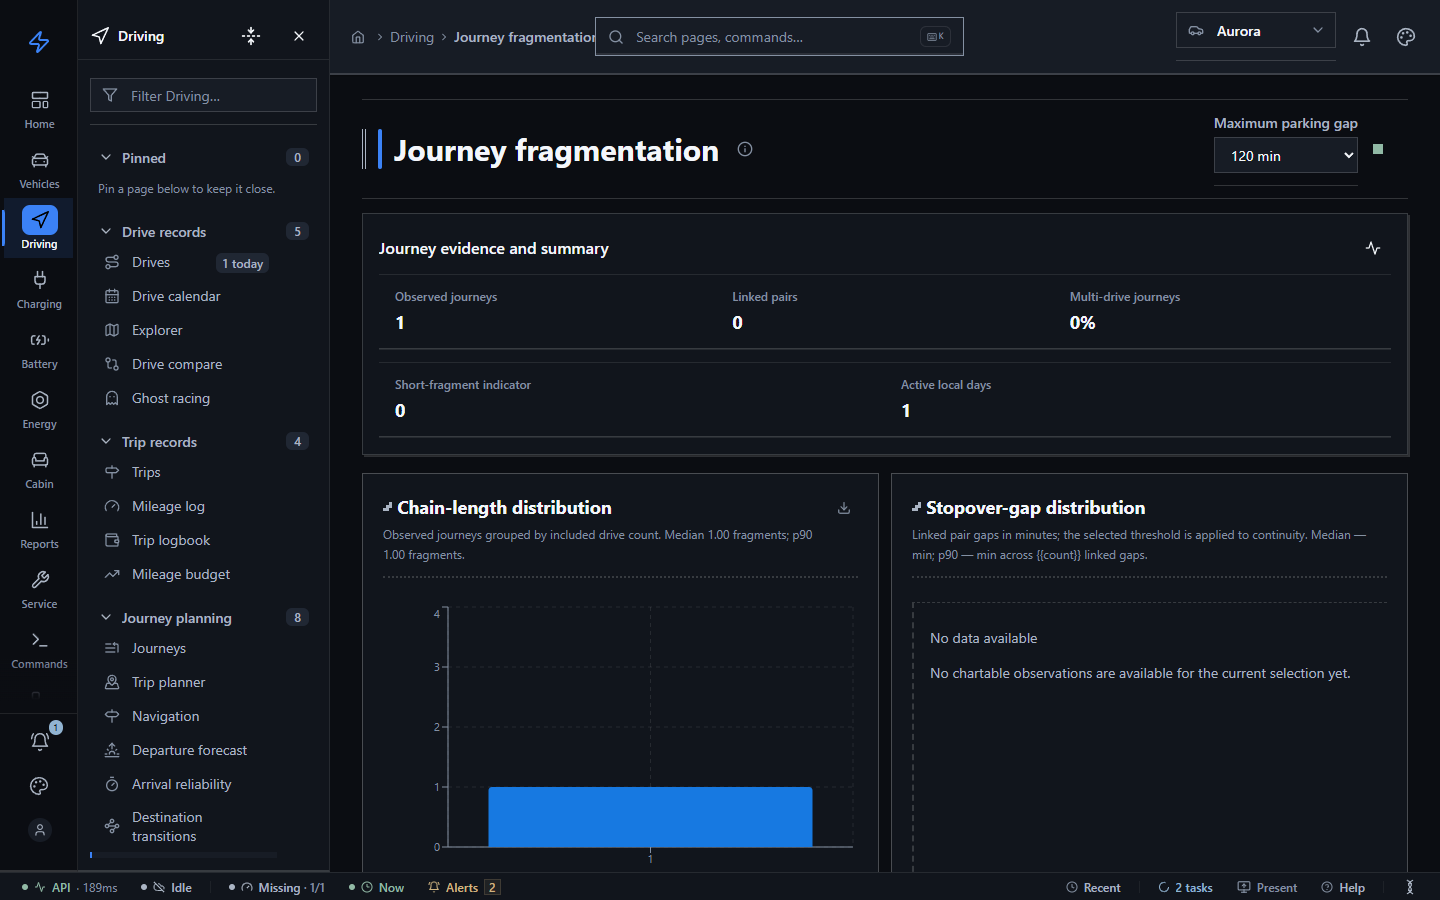 Home
Vehicles
Driving
Charging
Battery
Energy
Cabin
Reports
Service
Commands
1
Driving
Filter Driving...
Pinned 0
Pin a page below to keep it close.
Drive records 5
Drives 1 today
Drive calendar
Explorer
Drive compare
Ghost racing
Trip records 4
Trips
Mileage log
Trip logbook
Mileage budget
Journey planning 8
Journeys
Trip planner
Navigation
Departure forecast
Arrival reliability
Destination
transitions
Driving Journey fragmentation
Search pages, commands... K
Aurora
Journey fragmentation
Maximum parking gap
120 min
Journey evidence and summary
Observed journeys
1
Linked pairs
0
Multi-drive journeys
0%
Short-fragment indicator
0
Active local days
1
Chain-length distribution
Observed journeys grouped by included drive count. Median 1.00 fragments; p90
1.00 fragments.
4
3
2
1
0
1
Stopover-gap distribution
Linked pair gaps in minutes; the selected threshold is applied to continuity. Median —
min; p90 — min across {{count}} linked gaps.
No data available
No chartable observations are available for the current selection yet.
API · 189ms
Idle
Missing · 1/1
Now
Alerts 2
Recent
2 tasks
Present
Help